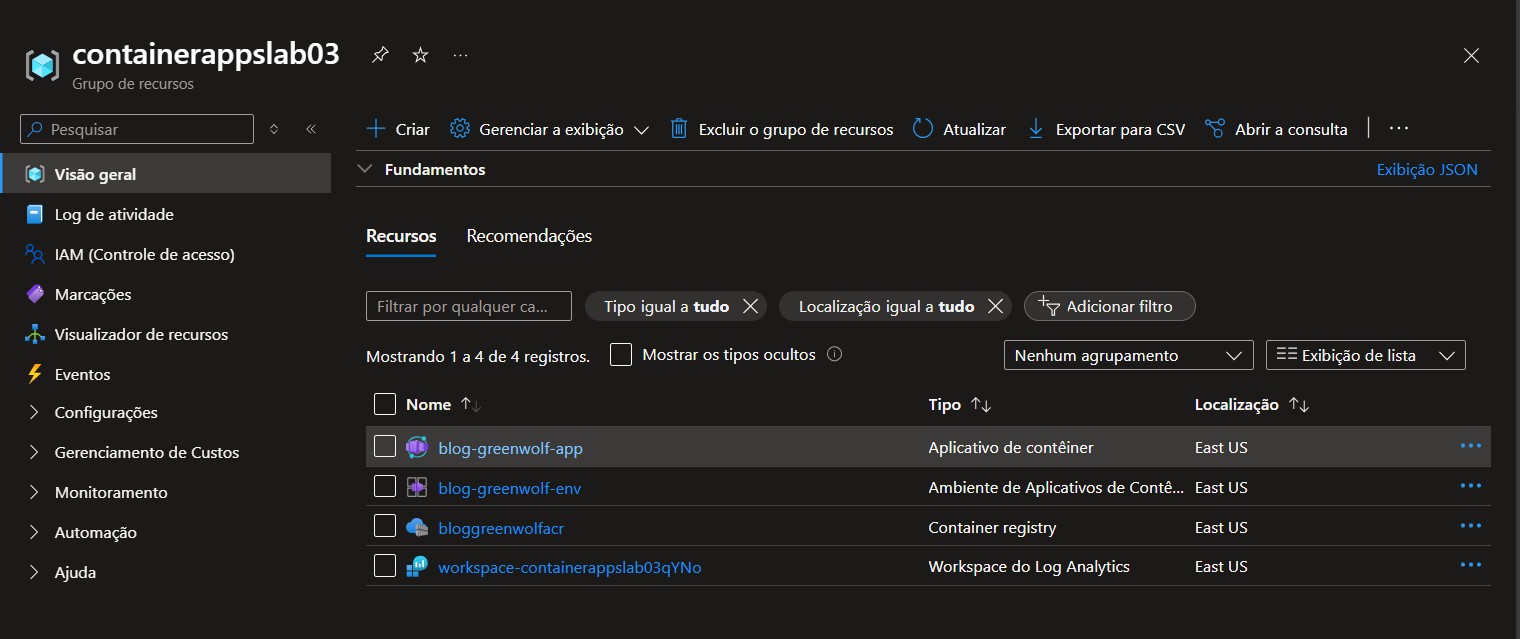 containerappslab03
Grupo de recursos
Pesquisar
Visão geral
Log de atividade
IAM (Controle de acesso)
Marcações
Visualizador de recursos
Eventos
Configurações
Gerenciamento de Custos
Monitoramento
Automação
Ajuda
Criar Gerenciar a exibição Excluir o grupo de recursos Atualizar Exportar para CSV Abrir a consulta
Fundamentos Exibição JSON
Recursos Recomendações
Filtrar por qualquer ca... Tipo igual a tudo Localização igual a tudo Adicionar filtro
Mostrando 1 a 4 de 4 registros. Mostrar os tipos ocultos Nenhum agrupamento Exibição de lista
Nome Tipo Localização
blog-greenwolf-app Aplicativo de contêiner East US
blog-greenwolf-env Ambiente de Aplicativos de Contê... East US
bloggreenwolfacr Container registry East US
workspace-containerappslab03qYNo Workspace do Log Analytics East US